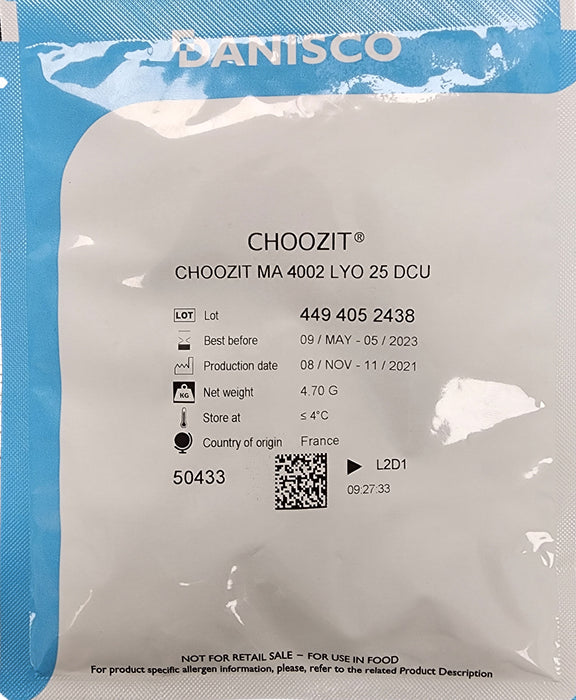 DANISCO
CHOOZIT®
CHOOZIT MA 4002 LYO 25 DCU
LOT Lot 449 405 2438
Best before 09 / MAY - 05 / 2023
Production date 08 / NOV - 11 / 2021
KG Net weight 4.70 G
Store at ≤ 4°C
Country of origin France
50433 ▶ L2D1
09:27:33
NOT FOR RETAIL SALE – FOR USE IN FOOD
For product specific allergen information, please, refer to the related Product Description